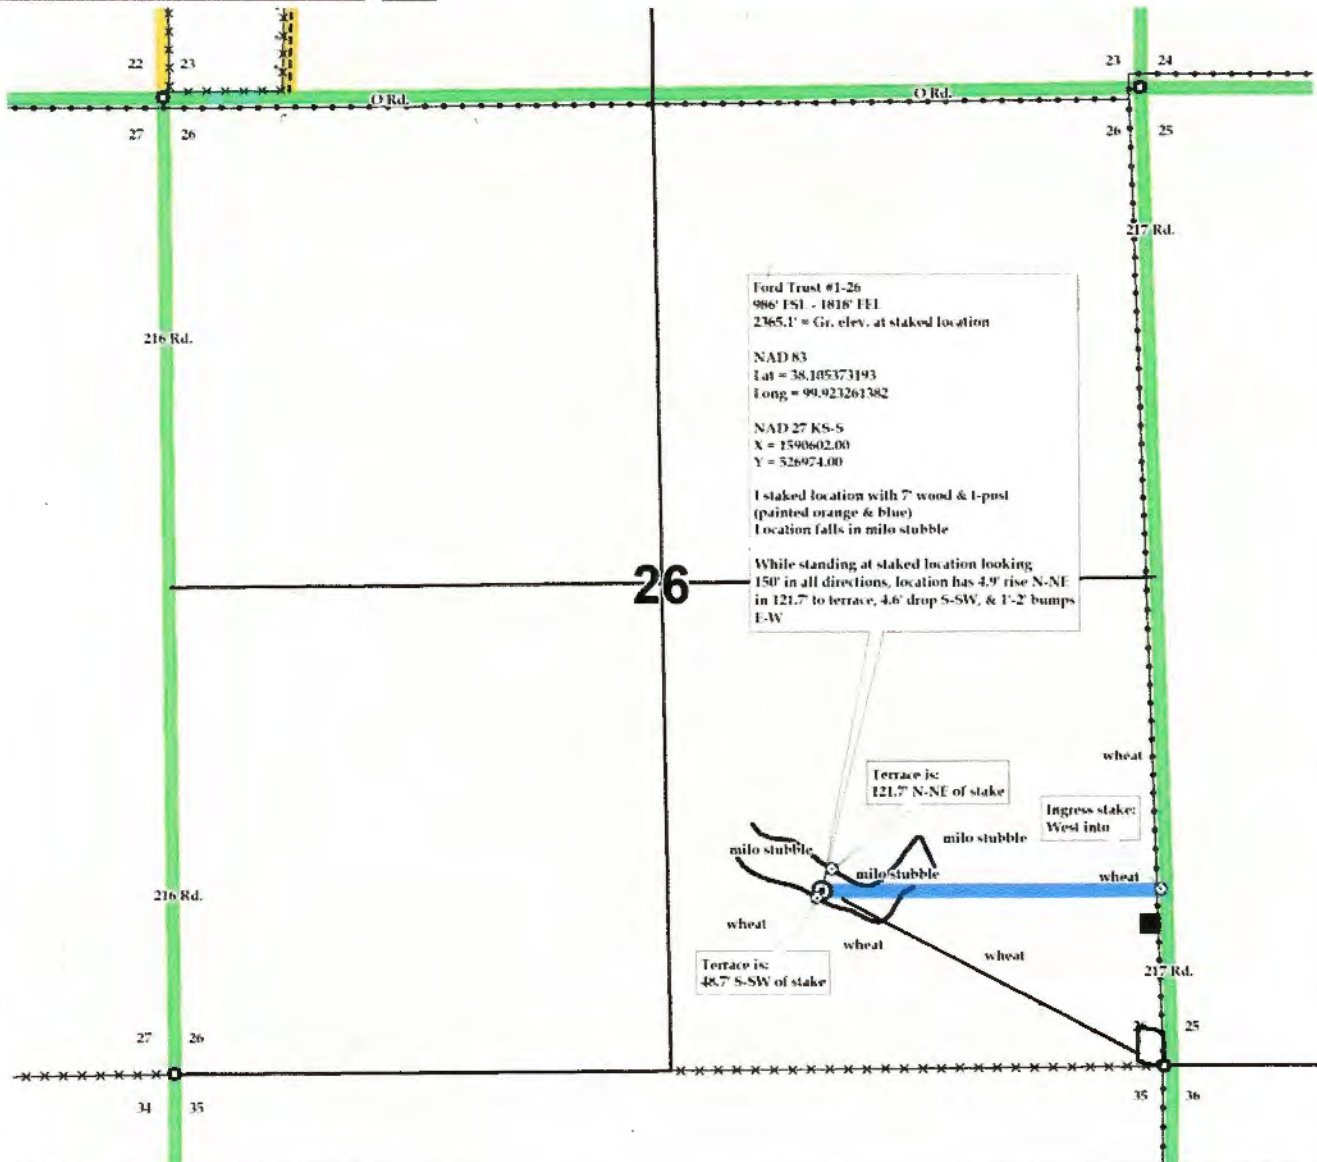 22 23
23 24
O Rd.
O Rd.
27 26
26 25
217 Rd.
Ford Trust #1-26
986' FSL - 1818' FEL
2365.1' = Gr. elev. at staked location
NAD 83
Lat = 38.105373193
Long = 99.923261382
NAD 27 KS-S
X = 1590602.00
Y = 526974.00
I staked location with 7' wood & t-post
(painted orange & blue)
Location falls in milo stubble
While standing at staked location looking
150' in all directions, location has 4.9' rise N-NE
in 121.7' to terrace, 4.6' drop S-SW, & 1'-2' bumps
E-W
216 Rd.
26
wheat
Terrace is:
121.7' N-NE of stake
Ingress stake:
West into
milo stubble
milo stubble
milo stubble
wheat
216 Rd.
wheat
wheat
wheat
Terrace is:
48.7' S-SW of stake
217 Rd.
27 26
26 25
34 35
35 36